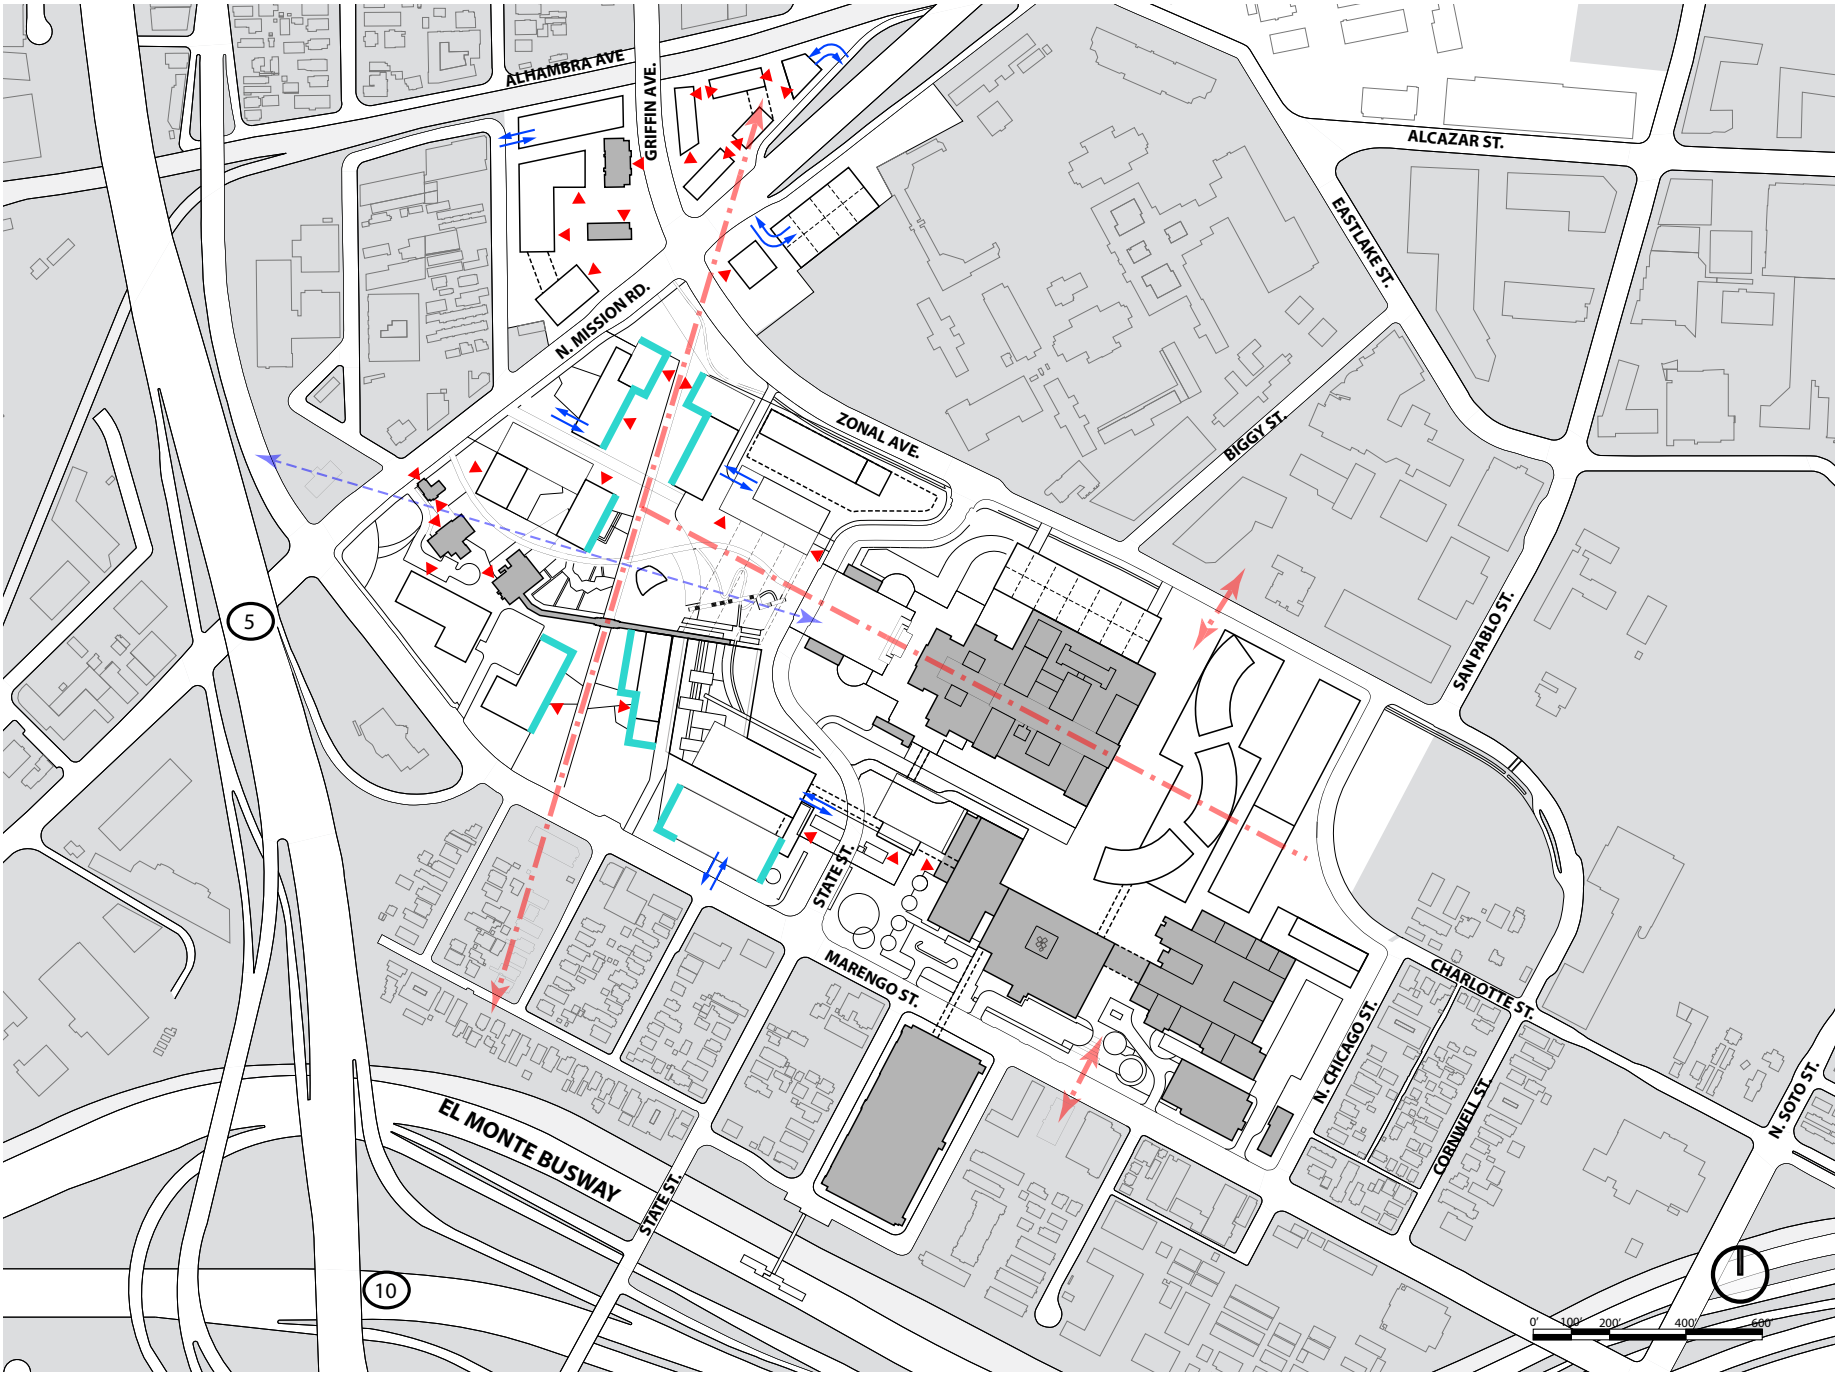 ALHAMBRA AVE
GRIFFIN AVE.
ALCAZAR ST.
EASTLAKE ST.
N. MISSION RD.
ZONAL AVE.
BIGGY ST.
SAN PABLO ST.
5
STATE ST.
MARENGO ST.
CHARLOTTE ST.
N. CHICAGO ST.
CORNWELL ST.
N. SOTO ST.
EL MONTE BUSWAY
STATE ST.
10
0' 100' 200' 400' 600'